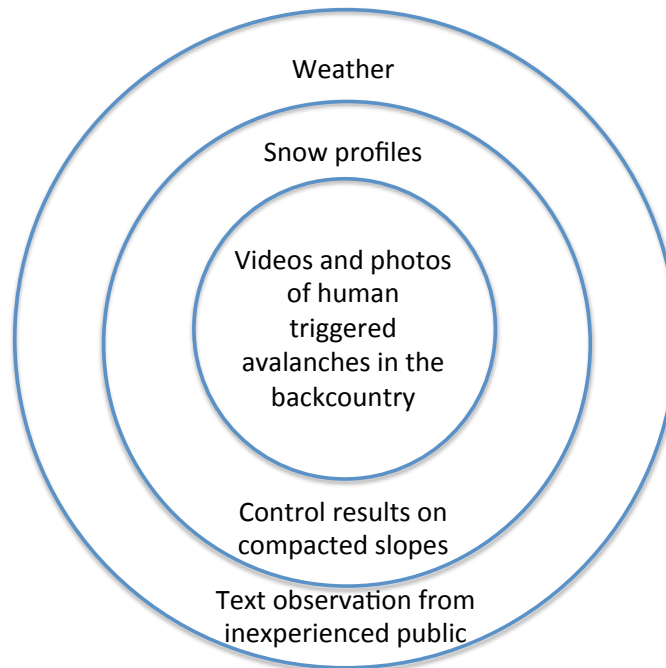 Weather
Snow profiles
Videos and photos
of human
triggered
avalanches in the
backcountry
Control results on
compacted slopes
Text observation from
inexperienced public